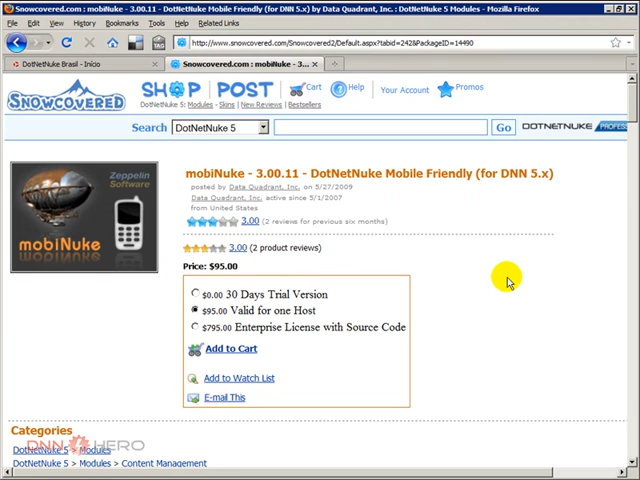 Snowcovered.com : mobiNuke - 3.00.11 - DotNetNuke Mobile Friendly (for DNN 5.x) by Data Quadrant, Inc. : DotNetNuke 5 Modules - Mozilla Firefox
File Edit View History Bookmarks Tools Help Related Links
http://www.snowcovered.com/Snowcovered2/Default.aspx?tabid=242&PackageID=14490
DotNetNuke Brasil - Início
Snowcovered.com : mobiNuke - 3...
SNOWCOVERED
SHOP POST Cart Help Your Account Promos
DotNetNuke 5: Modules - Skins | New Reviews | Bestsellers
Search DotNetNuke 5 Go DOTNETNUKE PROFESS
Zeppelin
Software
mobiNuke
mobiNuke - 3.00.11 - DotNetNuke Mobile Friendly (for DNN 5.x)
posted by Data Quadrant, Inc. on 5/27/2009
Data Quadrant, Inc. active since 5/1/2007
from United States
3.00 (2 reviews for previous six months)
3.00 (2 product reviews)
Price: $95.00
$0.00 30 Days Trial Version
$95.00 Valid for one Host
$795.00 Enterprise License with Source Code
Add to Cart
Add to Watch List
E-mail This
Categories
DotNetNuke 5 > Modules
DNN HERO
DotNetNuke 5 > Modules > Content Management